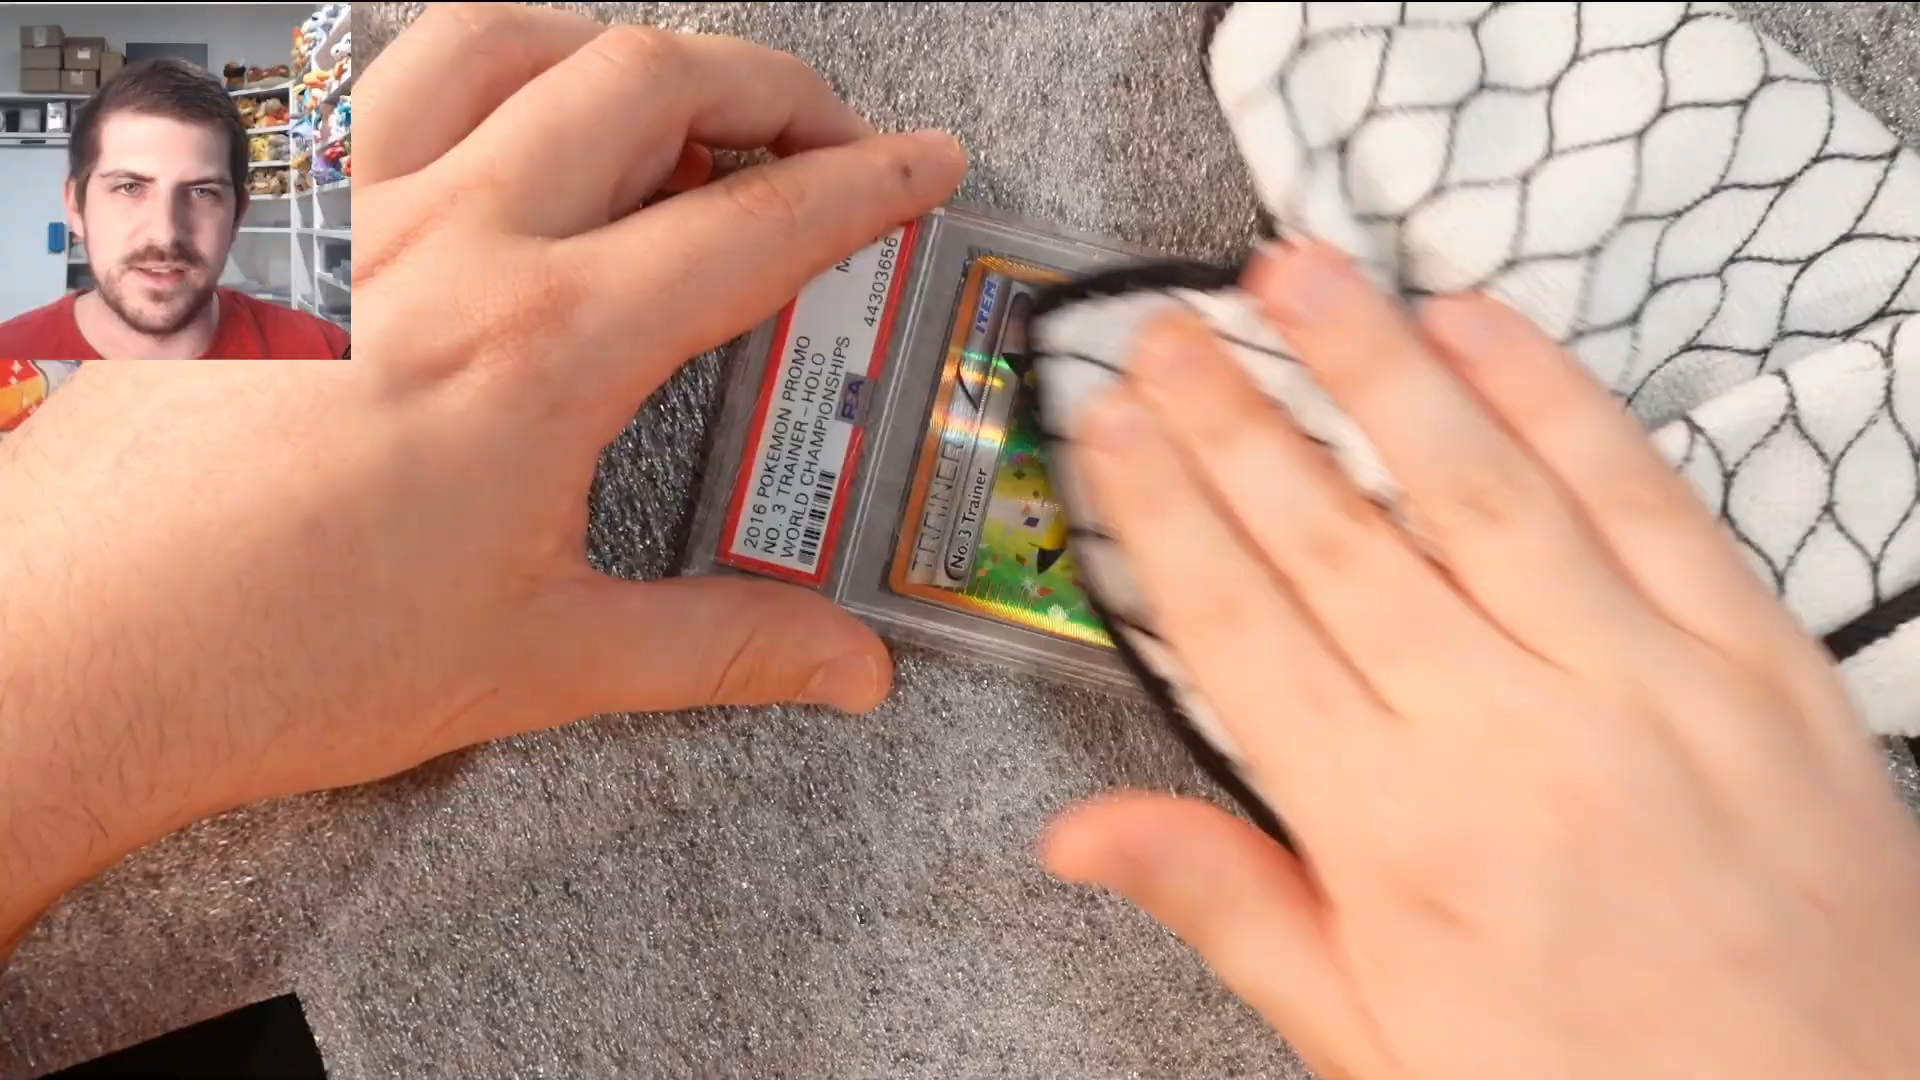 2016 POKEMON PROMO
NO. 3 TRAINER - HOLO
WORLD CHAMPIONSHIPS
44303656
PSA
TRAINER
ITEM
No. 3 Trainer